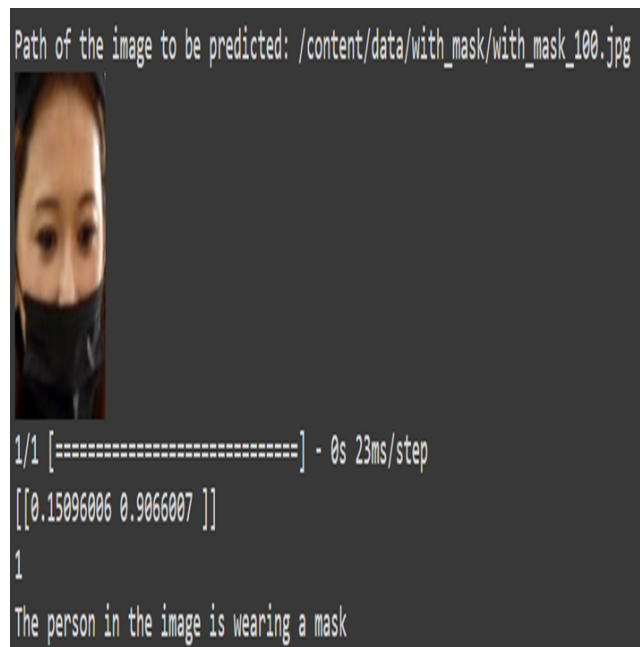 Path of the image to be predicted: /content/data/with_mask/with_mask_100.jpg
1/1 [==============================] - 0s 23ms/step
[[0.15096006 0.9066007 ]]
1
The person in the image is wearing a mask